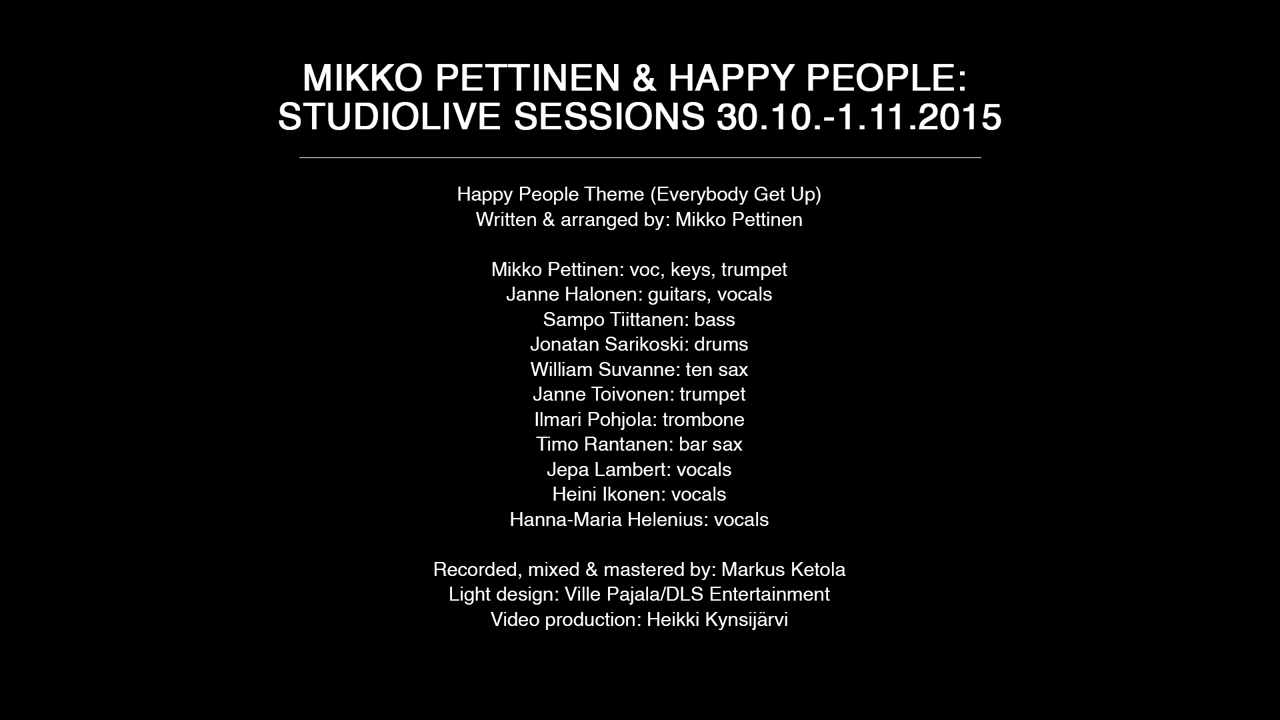 MIKKO PETTINEN & HAPPY PEOPLE:
STUDIOLIVE SESSIONS 30.10.-1.11.2015
Happy People Theme (Everybody Get Up)
Written & arranged by: Mikko Pettinen
Mikko Pettinen: voc, keys, trumpet
Janne Halonen: guitars, vocals
Sampo Tiittanen: bass
Jonatan Sarikoski: drums
William Suvanne: ten sax
Janne Toivonen: trumpet
Ilmari Pohjola: trombone
Timo Rantanen: bar sax
Jepa Lambert: vocals
Heini Ikonen: vocals
Hanna-Maria Helenius: vocals
Recorded, mixed & mastered by: Markus Ketola
Light design: Ville Pajala/DLS Entertainment
Video production: Heikki Kynsijärvi